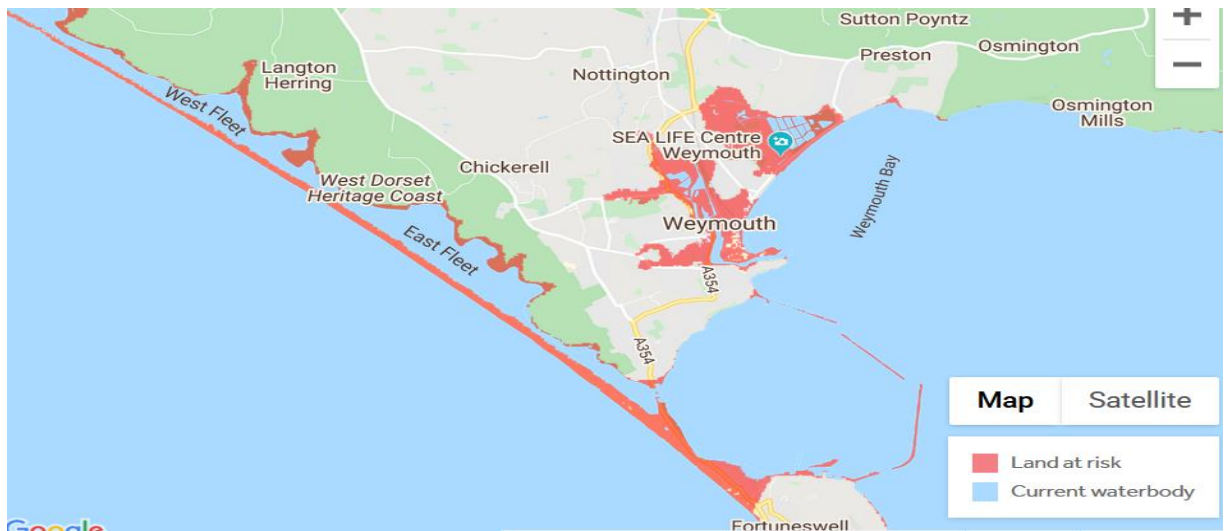 Sutton Poyntz
+
Preston
Osmington
−
Langton
Herring
Nottington
Osmington
Mills
West Fleet
SEA LIFE Centre
Weymouth
Chickerell
West Dorset
Heritage Coast
Weymouth Bay
Weymouth
East Fleet
A354
A354
Map
Satellite
Land at risk
Current waterbody
Google
Fortuneswell